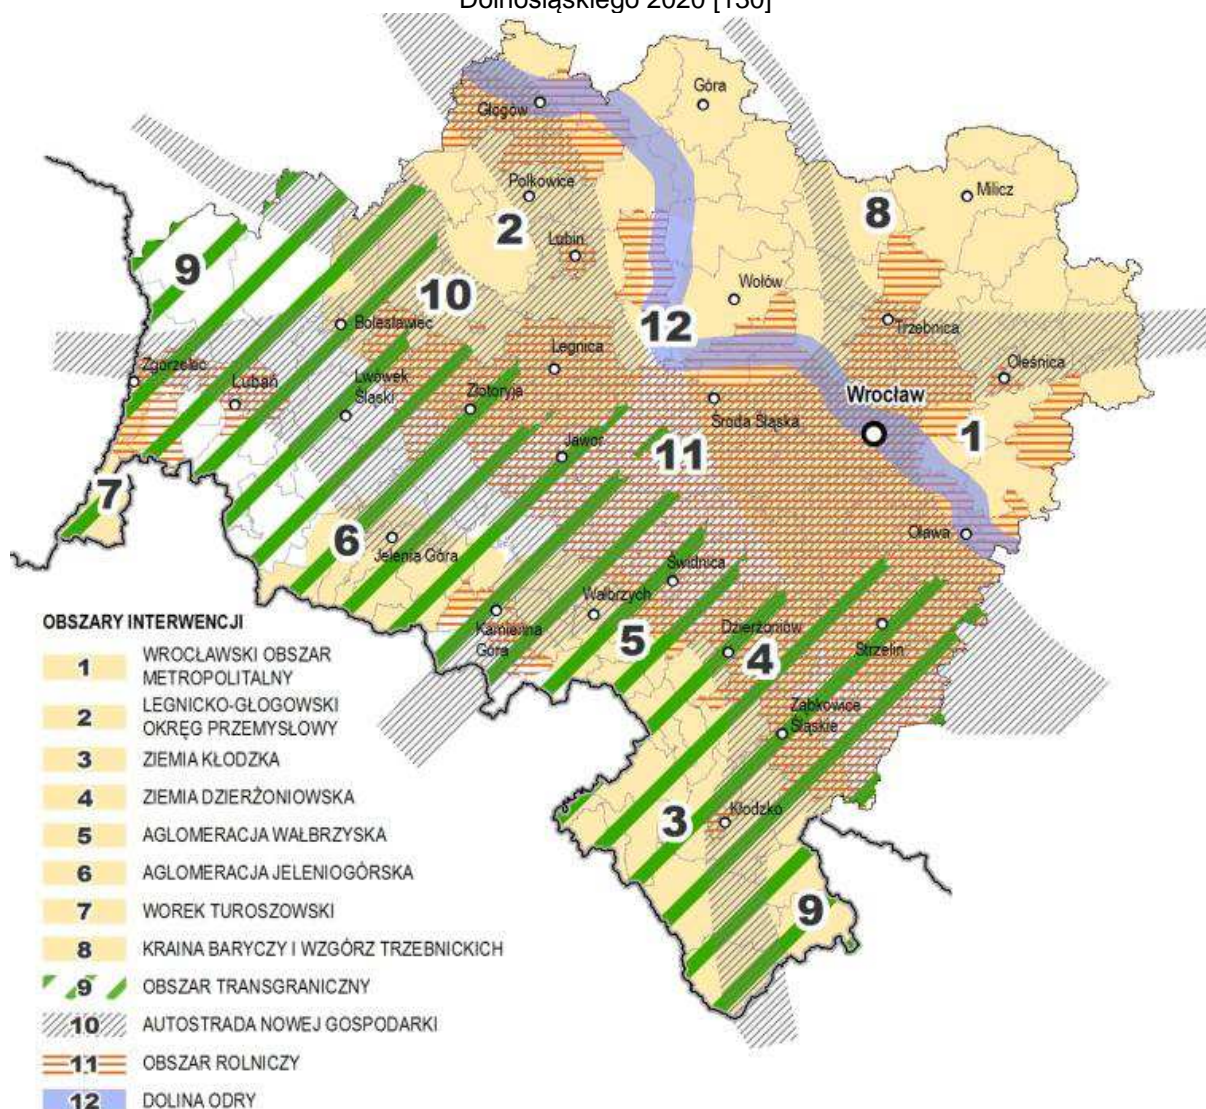 Dolnośląskiego 2020 [130]
Góra
Głogów
Milicz
Polkowice
8
2
Lubin
9
Wołów
10
12
Bolesławiec
Trzebnica
Legnica
Zgorzelec
Oleśnica
Lubań
Lwówek
Śląski
Złotoryja
Wrocław
Środa Śląska
1
Jawor
11
7
Oława
6
Jelenia Góra
Świdnica
Wałbrzych
Kamienna
Góra
5
Dzierżoniów
4
Strzelin
Ząbkowice
Śląskie
3
Kłodzko
9
OBSZARY INTERWENCJI
1 WROCŁAWSKI OBSZAR
METROPOLITALNY
2 LEGNICKO-GŁOGOWSKI
OKRĘG PRZEMYSŁOWY
3 ZIEMIA KŁODZKA
4 ZIEMIA DZIERŻONIOWSKA
5 AGLOMERACJA WAŁBRZYSKA
6 AGLOMERACJA JELENIOGÓRSKA
7 WOREK TUROSZOWSKI
8 KRAINA BARYCZY I WZGÓRZ TRZEBNICKICH
9 OBSZAR TRANSGRANICZNY
10 AUTOSTRADA NOWEJ GOSPODARKI
11 OBSZAR ROLNICZY
12 DOLINA ODRY